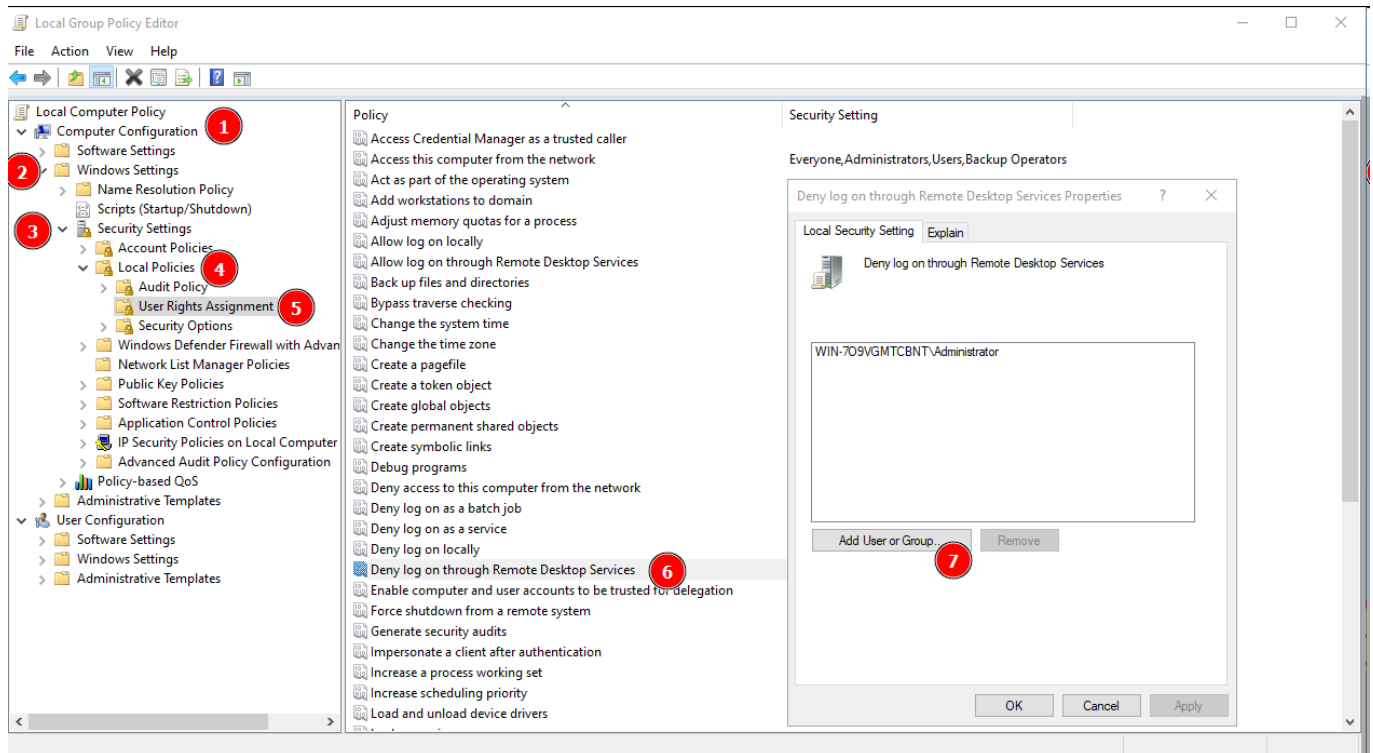 Local Group Policy Editor
File Action View Help
Local Computer Policy
Computer Configuration 1
Software Settings
2 Windows Settings
Name Resolution Policy
Scripts (Startup/Shutdown)
3 Security Settings
Account Policies
Local Policies 4
Audit Policy
User Rights Assignment 5
Security Options
Windows Defender Firewall with Advan
Network List Manager Policies
Public Key Policies
Software Restriction Policies
Application Control Policies
IP Security Policies on Local Computer
Advanced Audit Policy Configuration
Policy-based QoS
Administrative Templates
User Configuration
Software Settings
Windows Settings
Administrative Templates
Policy Security Setting
Access Credential Manager as a trusted caller
Access this computer from the network Everyone,Administrators,Users,Backup Operators
Act as part of the operating system
Add workstations to domain
Adjust memory quotas for a process
Allow log on locally
Allow log on through Remote Desktop Services
Back up files and directories
Bypass traverse checking
Change the system time
Change the time zone
Create a pagefile
Create a token object
Create global objects
Create permanent shared objects
Create symbolic links
Debug programs
Deny access to this computer from the network
Deny log on as a batch job
Deny log on as a service
Deny log on locally
Deny log on through Remote Desktop Services 6
Enable computer and user accounts to be trusted for delegation
Force shutdown from a remote system
Generate security audits
Impersonate a client after authentication
Increase a process working set
Increase scheduling priority
Load and unload device drivers
Deny log on through Remote Desktop Services Properties ?
Local Security Setting Explain
Deny log on through Remote Desktop Services
WIN-7O9VGMTCBNT\Administrator
Add User or Group... Remove
7
OK Cancel Apply